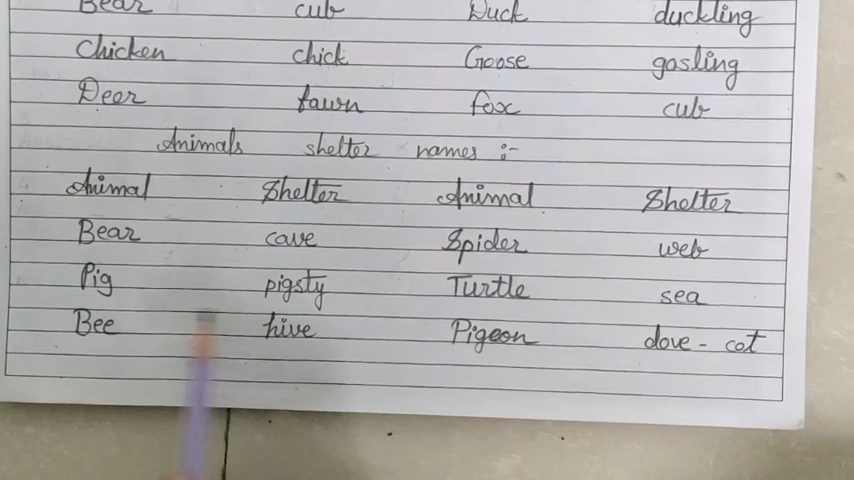 Bear cub Duck duckling
Chicken chick Goose gosling
Deer fawn fox cub
Animals shelter names :-
Animal Shelter Animal Shelter
Bear cave Spider web
Pig pigsty Turtle sea
Bee hive Pigeon dove - cot